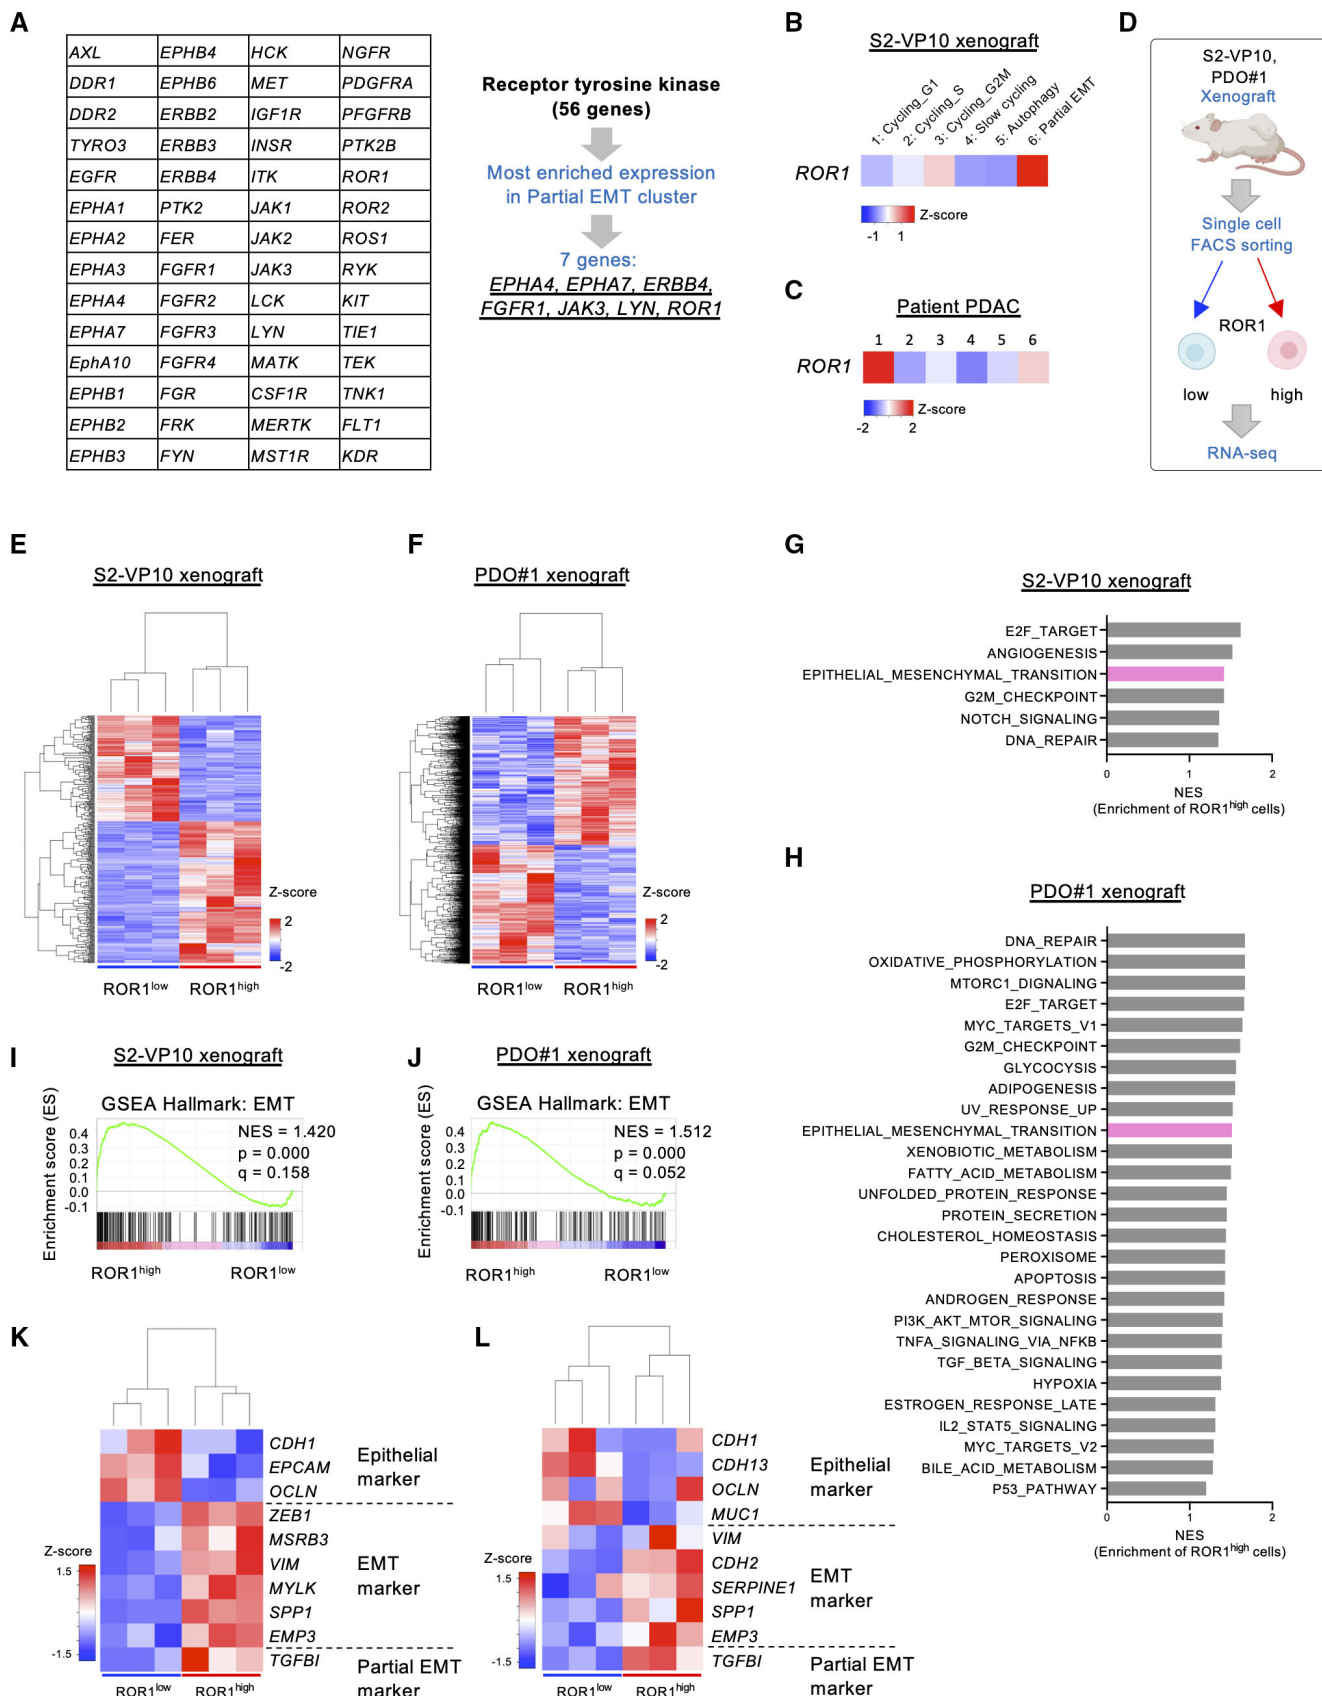 A
AXL EPHB4 HCK NGFR
DDR1 EPHB6 MET PDGFRA
DDR2 ERBB2 IGF1R PFGFRB
TYRO3 ERBB3 INSR PTK2B
EGFR ERBB4 ITK ROR1
EPHA1 PTK2 JAK1 ROR2
EPHA2 FER JAK2 ROS1
EPHA3 FGFR1 JAK3 RYK
EPHA4 FGFR2 LCK KIT
EPHA7 FGFR3 LYN TIE1
EphA10 FGFR4 MATK TEK
EPHB1 FGR CSF1R TNK1
EPHB2 FRK MERTK FLT1
EPHB3 FYN MST1R KDR
Receptor tyrosine kinase
(56 genes)
Most enriched expression
in Partial EMT cluster
7 genes:
EPHA4, EPHA7, ERBB4,
FGFR1, JAK3, LYN, ROR1
B
S2-VP10 xenograft
1: Cycling_G1
2: Cycling_S
3: Cycling_G2M
4: Slow cycling
5: Autophagy
6: Partial EMT
ROR1
Z-score
-1 1
C
Patient PDAC
1 2 3 4 5 6
ROR1
Z-score
-2 2
D
S2-VP10,
PDO#1
Xenograft
Single cell
FACS sorting
ROR1
low high
RNA-seq
E
S2-VP10 xenograft
Z-score
2
-2
ROR1low ROR1high
F
PDO#1 xenograft
Z-score
2
-2
ROR1low ROR1high
G
S2-VP10 xenograft
E2F_TARGET
ANGIOGENESIS
EPITHELIAL_MESENCHYMAL_TRANSITION
G2M_CHECKPOINT
NOTCH_SIGNALING
DNA_REPAIR
0 1 2
NES
(Enrichment of ROR1high cells)
H
PDO#1 xenograft
DNA_REPAIR
OXIDATIVE_PHOSPHORYLATION
MTORC1_DIGNALING
E2F_TARGET
MYC_TARGETS_V1
G2M_CHECKPOINT
GLYCOCYSIS
ADIPOGENESIS
UV_RESPONSE_UP
EPITHELIAL_MESENCHYMAL_TRANSITION
XENOBIOTIC_METABOLISM
FATTY_ACID_METABOLISM
UNFOLDED_PROTEIN_RESPONSE
PROTEIN_SECRETION
CHOLESTEROL_HOMEOSTASIS
PEROXISOME
APOPTOSIS
ANDROGEN_RESPONSE
PI3K_AKT_MTOR_SIGNALING
TNFA_SIGNALING_VIA_NFKB
TGF_BETA_SIGNALING
HYPOXIA
ESTROGEN_RESPONSE_LATE
IL2_STAT5_SIGNALING
MYC_TARGETS_V2
BILE_ACID_METABOLISM
P53_PATHWAY
0 1 2
NES
(Enrichment of ROR1high cells)
I
S2-VP10 xenograft
GSEA Hallmark: EMT
Enrichment score (ES)
0.4
0.3
0.2
0.1
0.0
-0.1
NES = 1.420
p = 0.000
q = 0.158
ROR1high ROR1low
J
PDO#1 xenograft
GSEA Hallmark: EMT
Enrichment score (ES)
0.4
0.3
0.2
0.1
0.0
-0.1
NES = 1.512
p = 0.000
q = 0.052
ROR1high ROR1low
K
CDH1
EPCAM
OCLN
ZEB1
MSRB3
VIM
MYLK
SPP1
EMP3
TGFBI
Epithelial
marker
EMT
marker
Partial EMT
marker
Z-score
1.5
-1.5
ROR1low ROR1high
L
CDH1
CDH13
OCLN
MUC1
VIM
CDH2
SERPINE1
SPP1
EMP3
TGFBI
Epithelial
marker
EMT
marker
Partial EMT
marker
Z-score
1.5
-1.5
ROR1low ROR1high